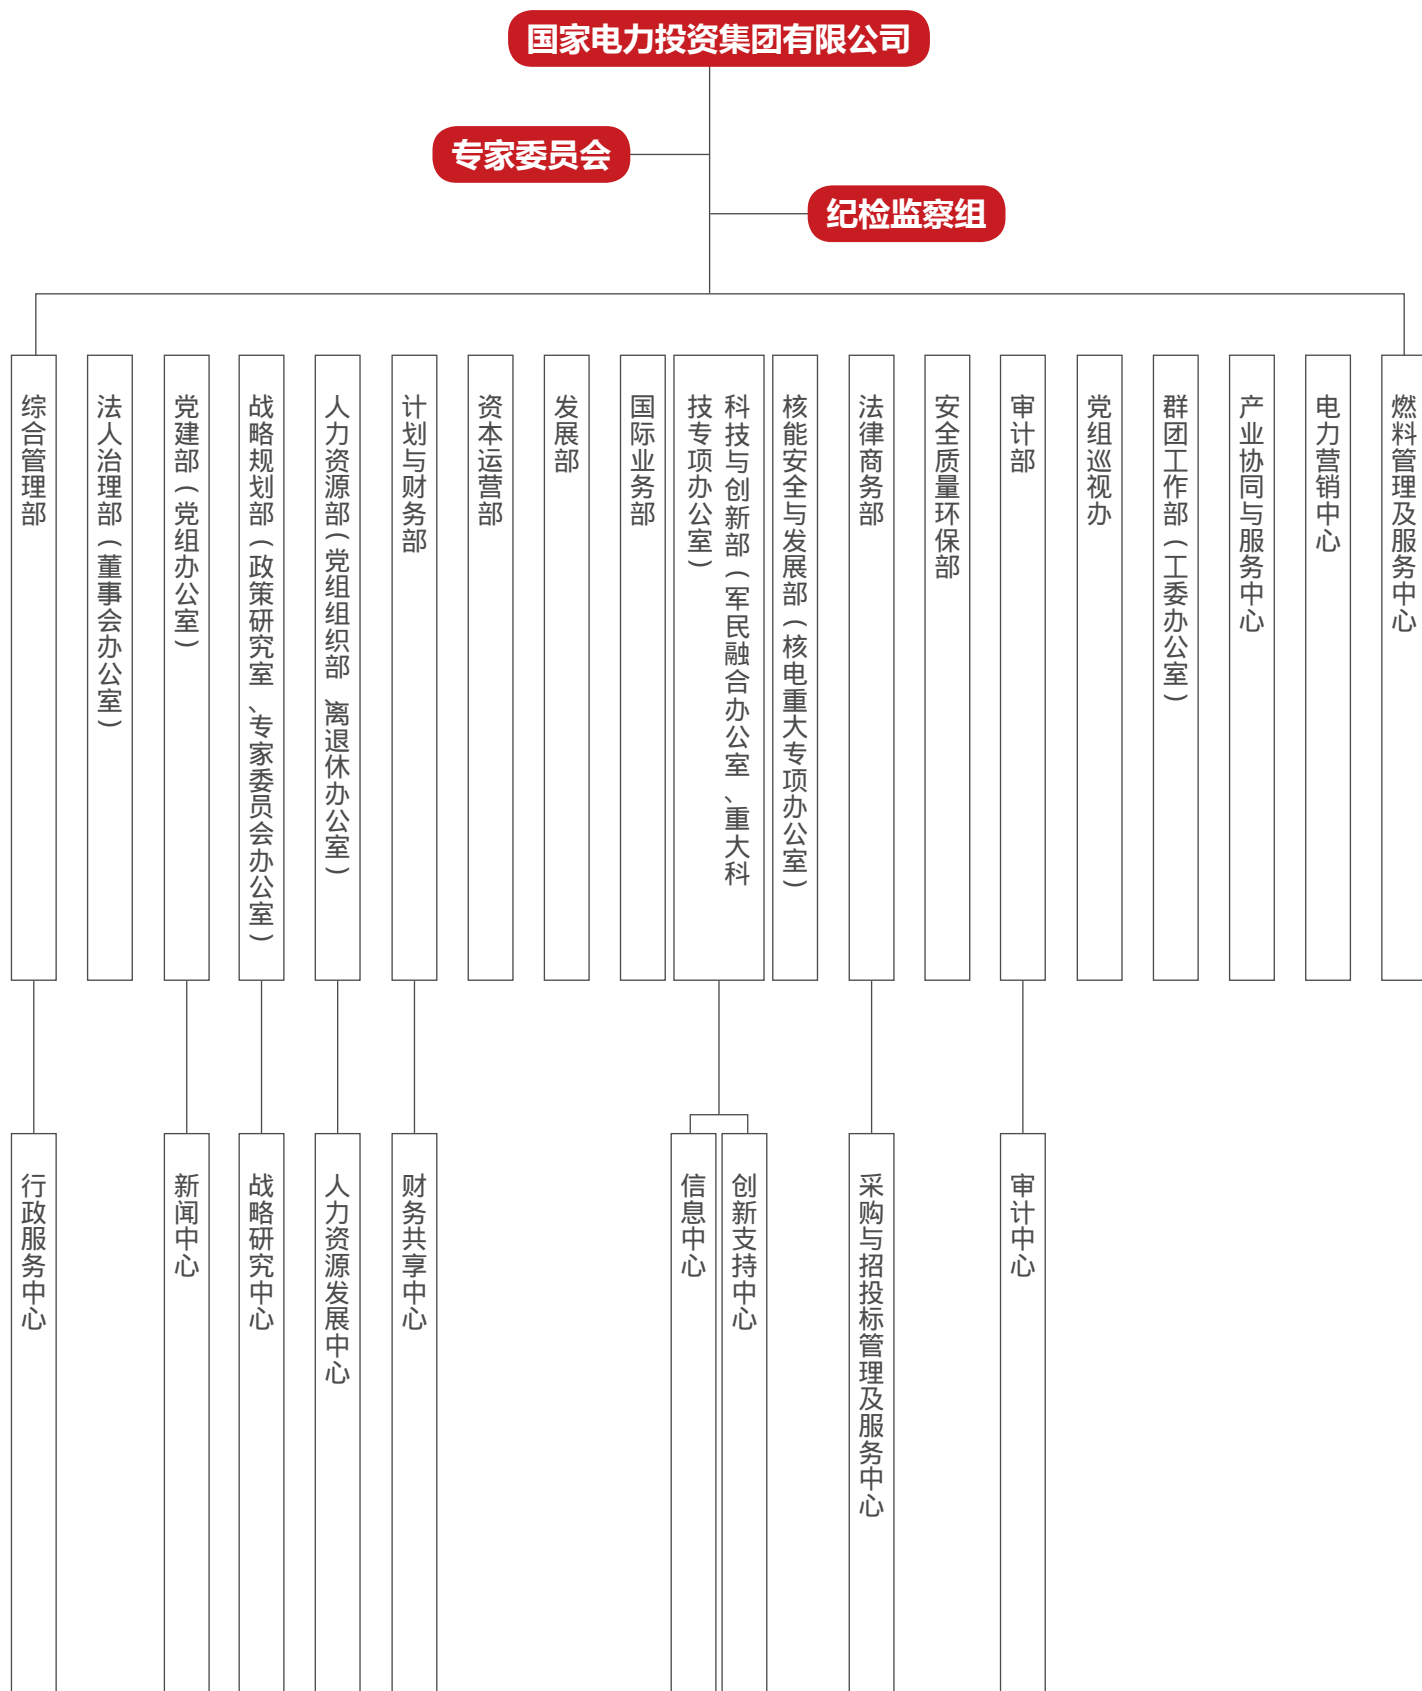 国家电力投资集团有限公司
专家委员会
纪检监察组
综合管理部
法人治理部（董事会办公室）
党建部（党组办公室）
战略规划部（政策研究室、专家委员会办公室）
人力资源部（党组组织部、离退休办公室）
计划与财务部
资本运营部
发展部
国际业务部
科技与创新部（军民融合办公室、重大科
技专项办公室）
核能安全与发展部（核电重大专项办公室）
法律商务部
安全质量环保部
审计部
党组巡视办
群团工作部（工委办公室）
产业协同与服务中心
电力营销中心
燃料管理及服务中心
行政服务中心
新闻中心
战略研究中心
人力资源发展中心
财务共享中心
信息中心
创新支持中心
采购与招投标管理及服务中心
审计中心